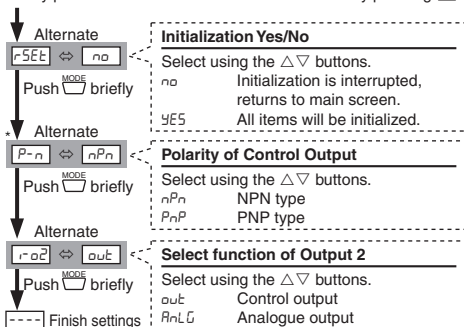 Alternate
Initialization Yes/No
rSEt ⇔ no
Select using the △▽ buttons.
no Initialization is interrupted,
returns to main screen.
MODE
Push briefly
YES All items will be initialized.
* Alternate
P-n ⇔ nPn
Polarity of Control Output
Select using the △▽ buttons.
MODE
Push briefly
nPn NPN type
PnP PNP type
Alternate
r-o2 ⇔ out
Select function of Output 2
Select using the △▽ buttons.
MODE
Push briefly
out Control output
AnLG Analogue output
---- Finish settings